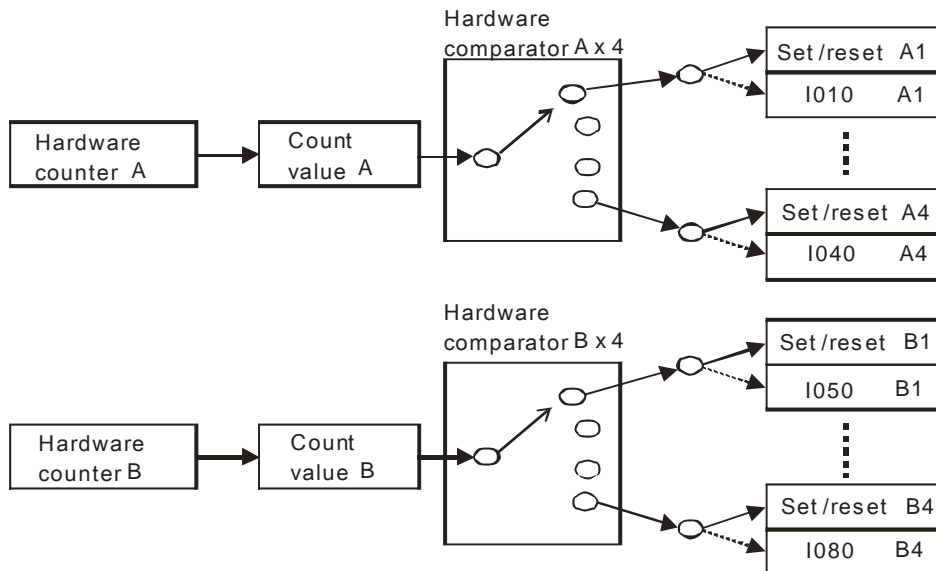 Hardware
comparator A x 4
Set/reset A1
I010 A1
Hardware
counter A
Count
value A
Set/reset A4
I040 A4
Hardware
comparator B x 4
Set/reset B1
I050 B1
Hardware
counter B
Count
value B
Set/reset B4
I080 B4